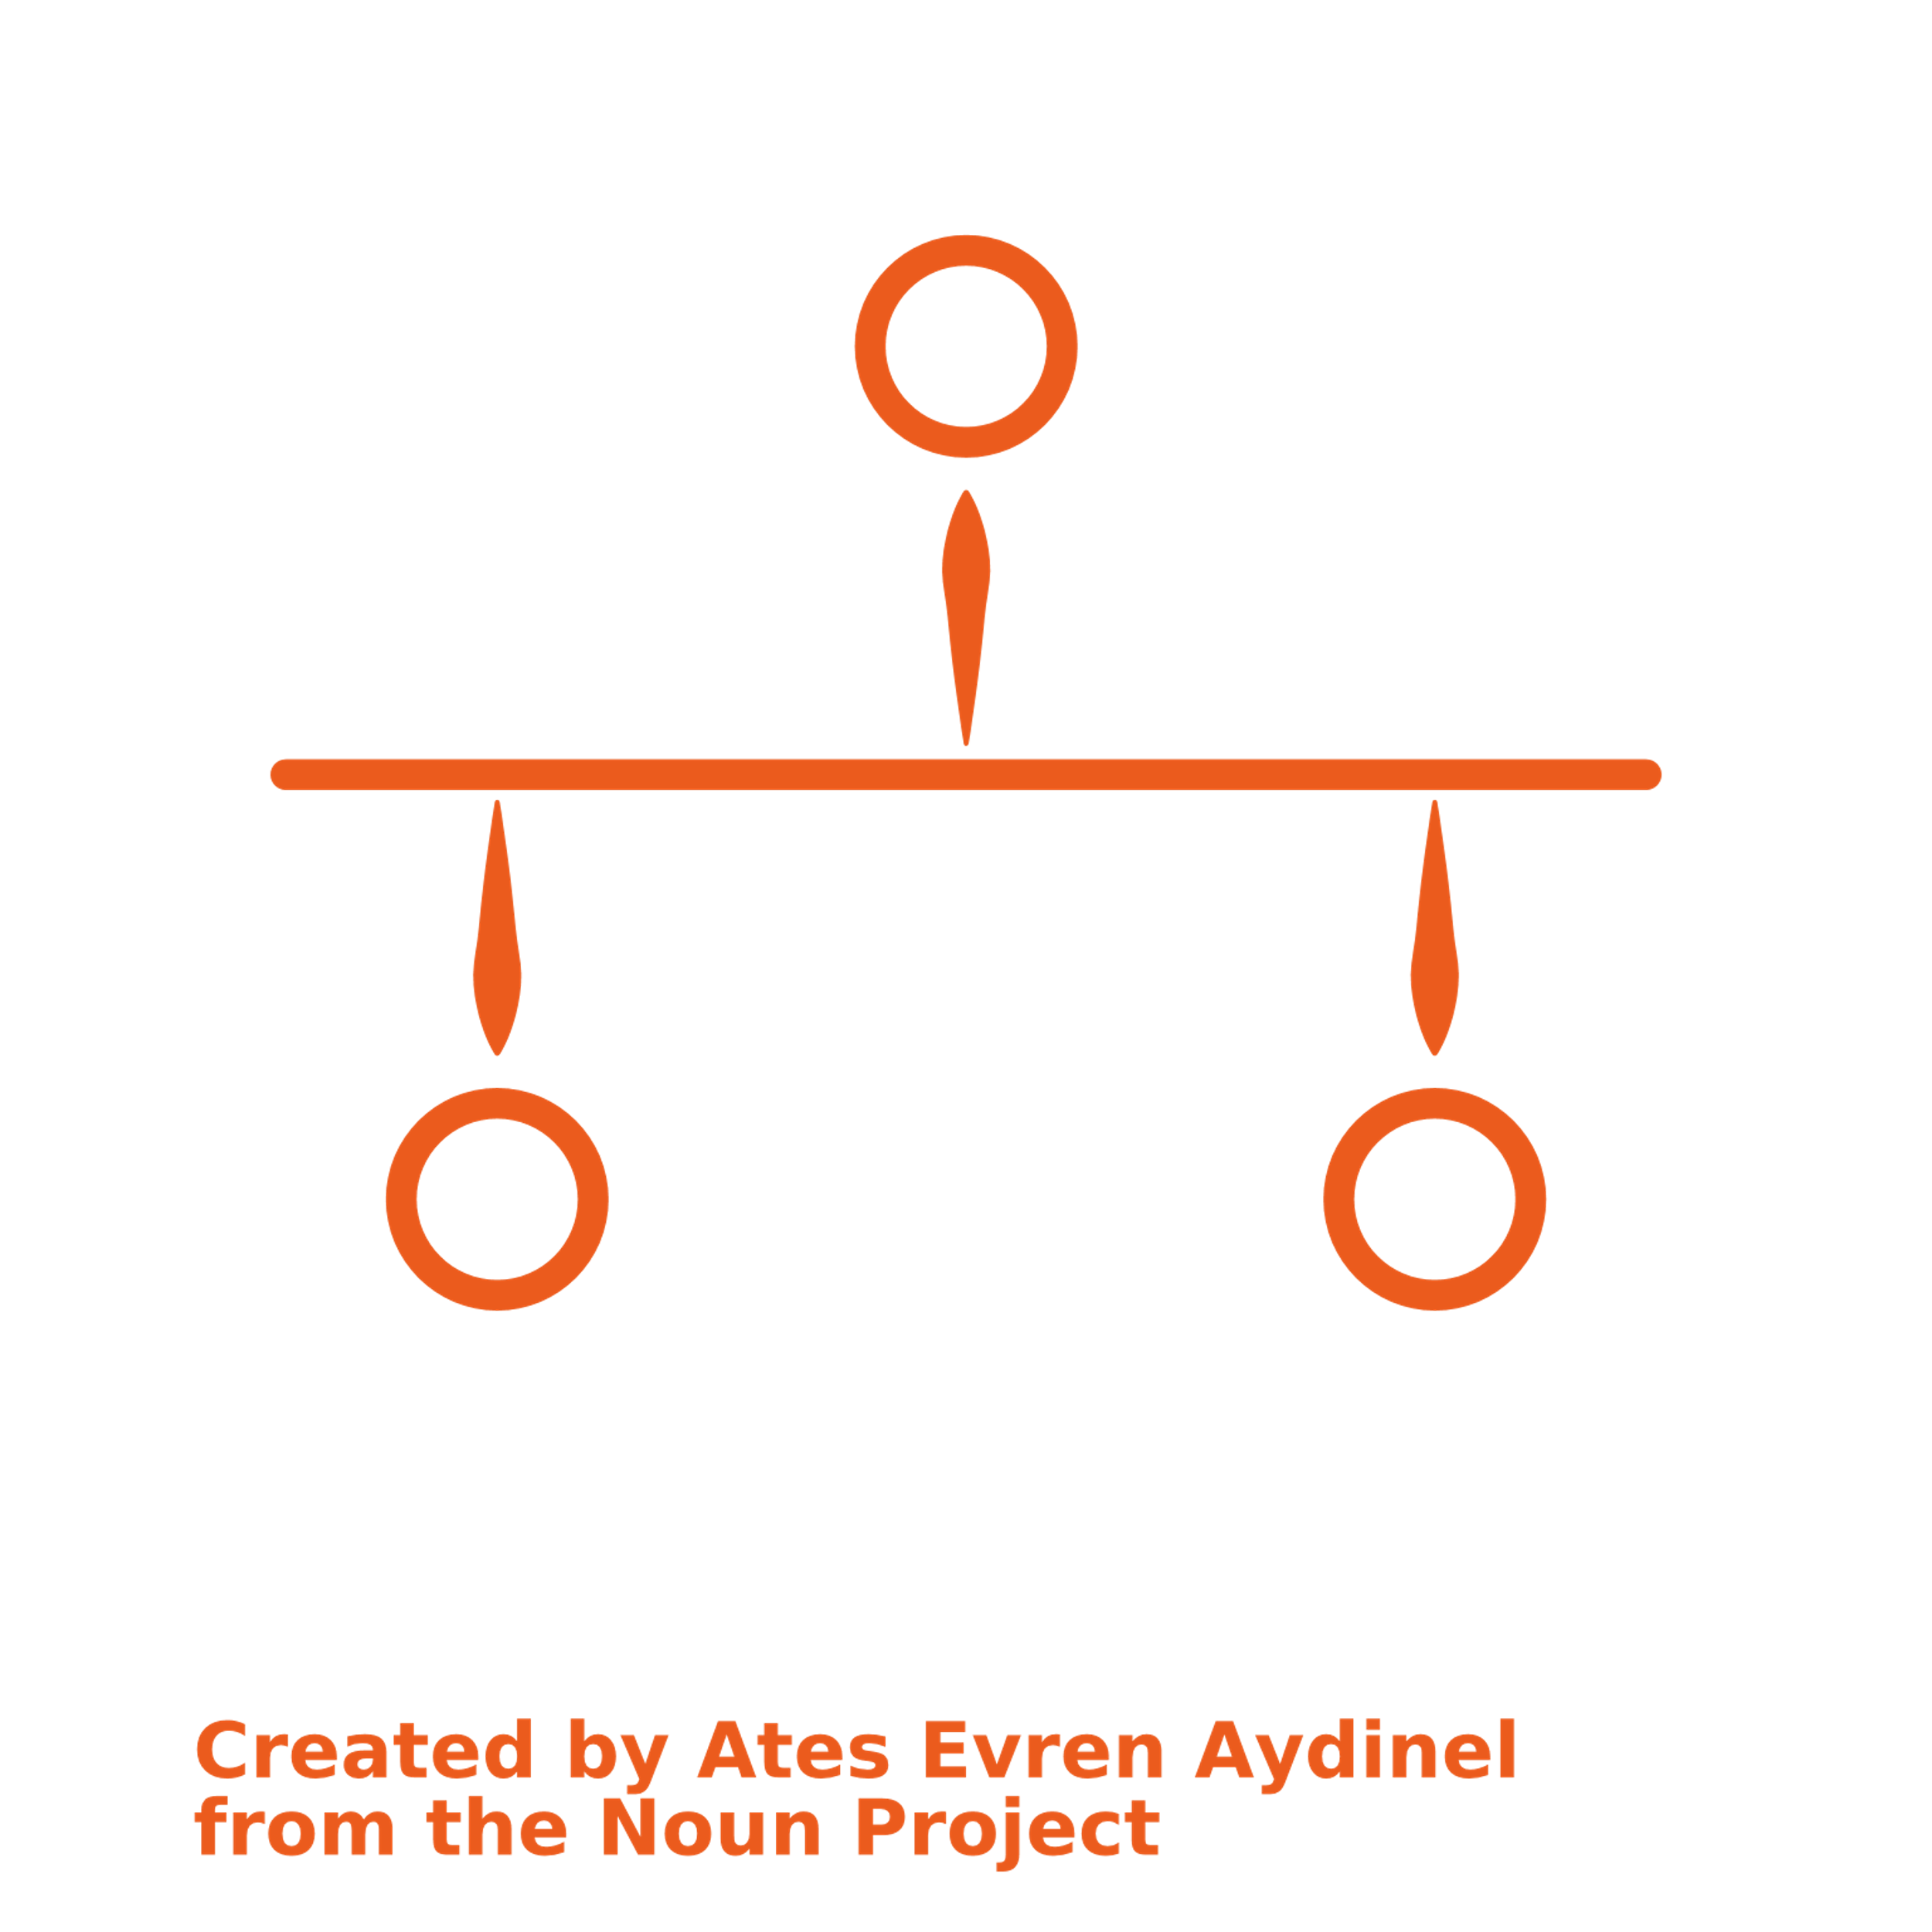 Created by Ates Evren Aydinel
from the Noun Project